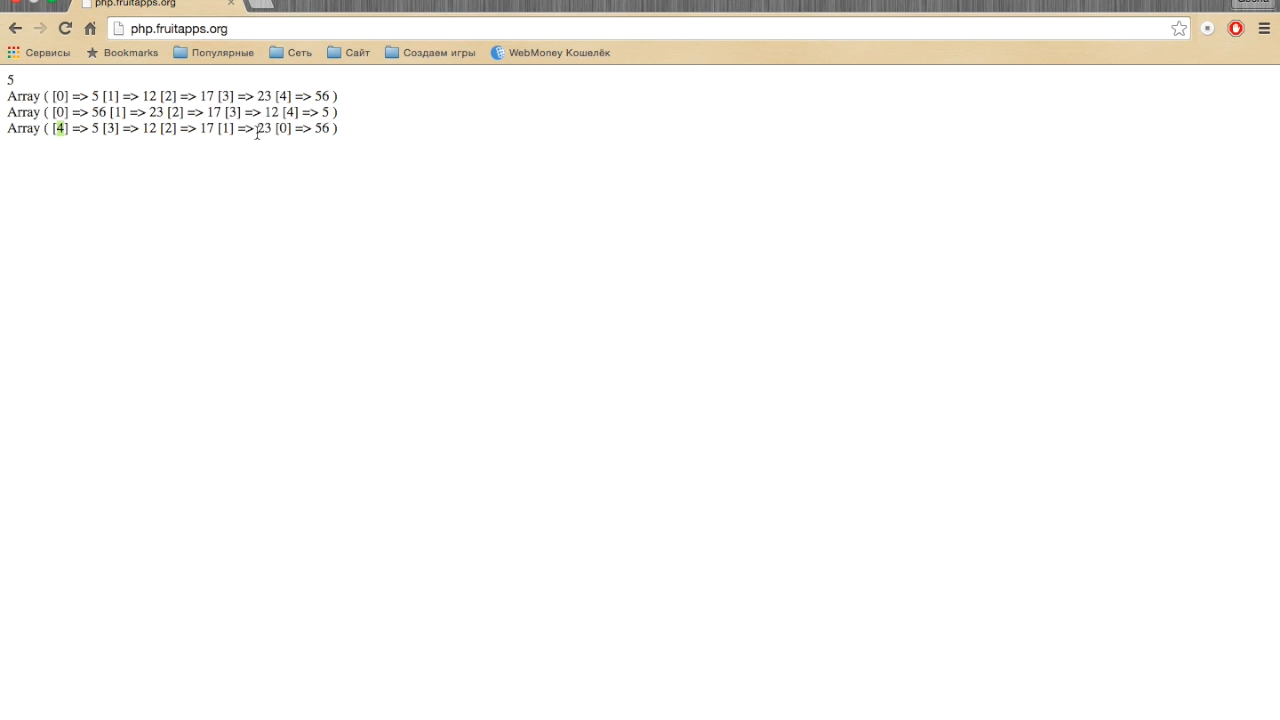 php.fruitapps.org
php.fruitapps.org
Сервисы Bookmarks Популярные Сеть Сайт Создаем игры WebMoney Кошелёк
5
Array ( [0] => 5 [1] => 12 [2] => 17 [3] => 23 [4] => 56 )
Array ( [0] => 56 [1] => 23 [2] => 17 [3] => 12 [4] => 5 )
Array ( [4] => 5 [3] => 12 [2] => 17 [1] => 23 [0] => 56 )